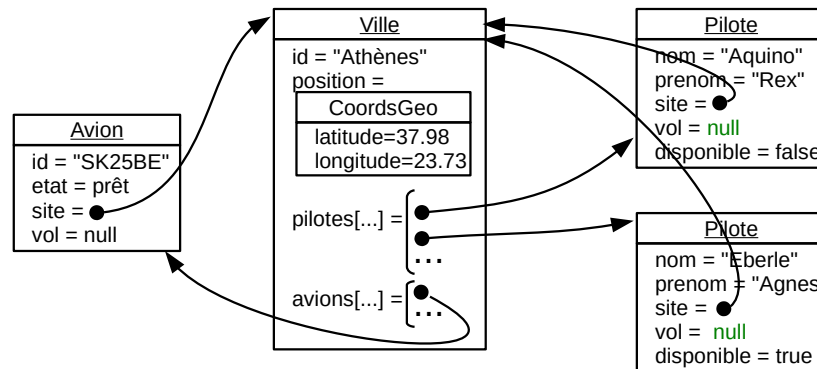 Avion
id = "SK25BE"
etat = prêt
site =
vol = null
Ville
id = "Athènes"
position =
CoordsGeo
latitude=37.98
longitude=23.73
pilotes[...] =
...
avions[...] =
...
Pilote
nom = "Aquino"
prenom = "Rex"
site =
vol = null
disponible = false
Pilote
nom = "Eberle"
prenom = "Agnes
site =
vol = null
disponible = true